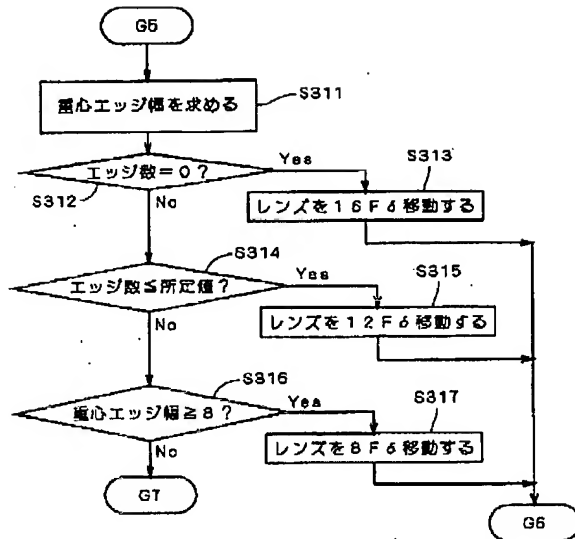 G5
重心エッジ幅を求める
S311
エッジ数=0?
Yes
S312
No
S313
レンズを16Fδ移動する
S314
エッジ数≦所定値?
Yes
No
S315
レンズを12Fδ移動する
S316
重心エッジ幅≧8?
Yes
No
S317
レンズを8Fδ移動する
G7
G6